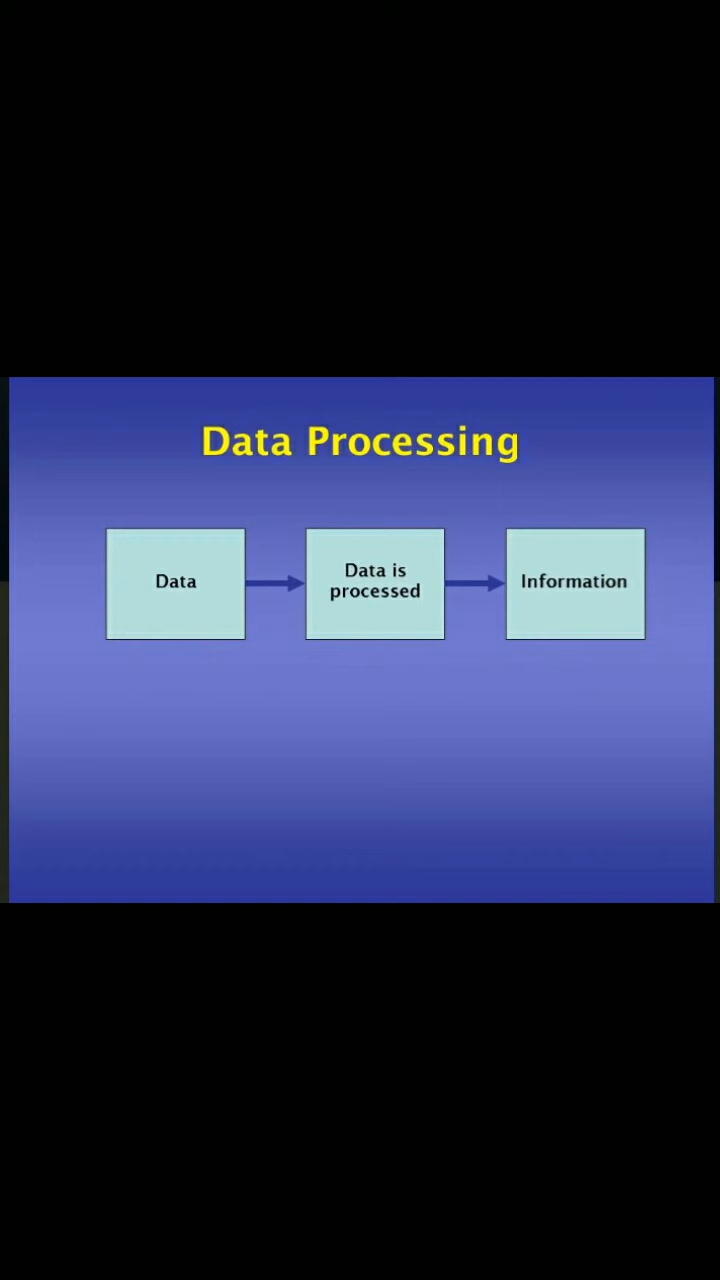 Data Processing
Data
Data is
processed
Information